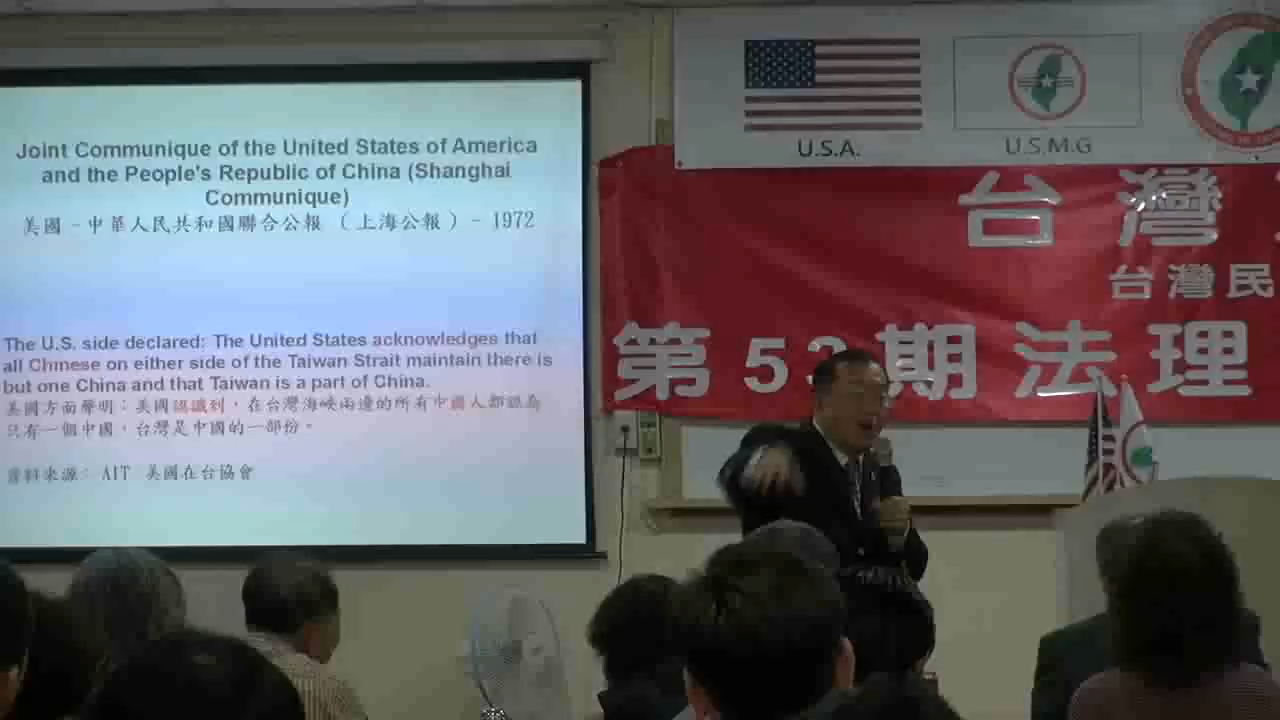 Joint Communique of the United States of America
and the People's Republic of China (Shanghai
Communique)
美國－中華人民共和國聯合公報 （上海公報）－ 1972
The U.S. side declared: The United States acknowledges that
all Chinese on either side of the Taiwan Strait maintain there is
but one China and that Taiwan is a part of China.
美國方面聲明：美國認識到，在台灣海峽兩邊的所有中國人都認為
只有一個中國，台灣是中國的一部份。
資料來源： AIT 美國在台協會
U.S.A.
U.S.M.G
台灣
台灣民
第53期法理